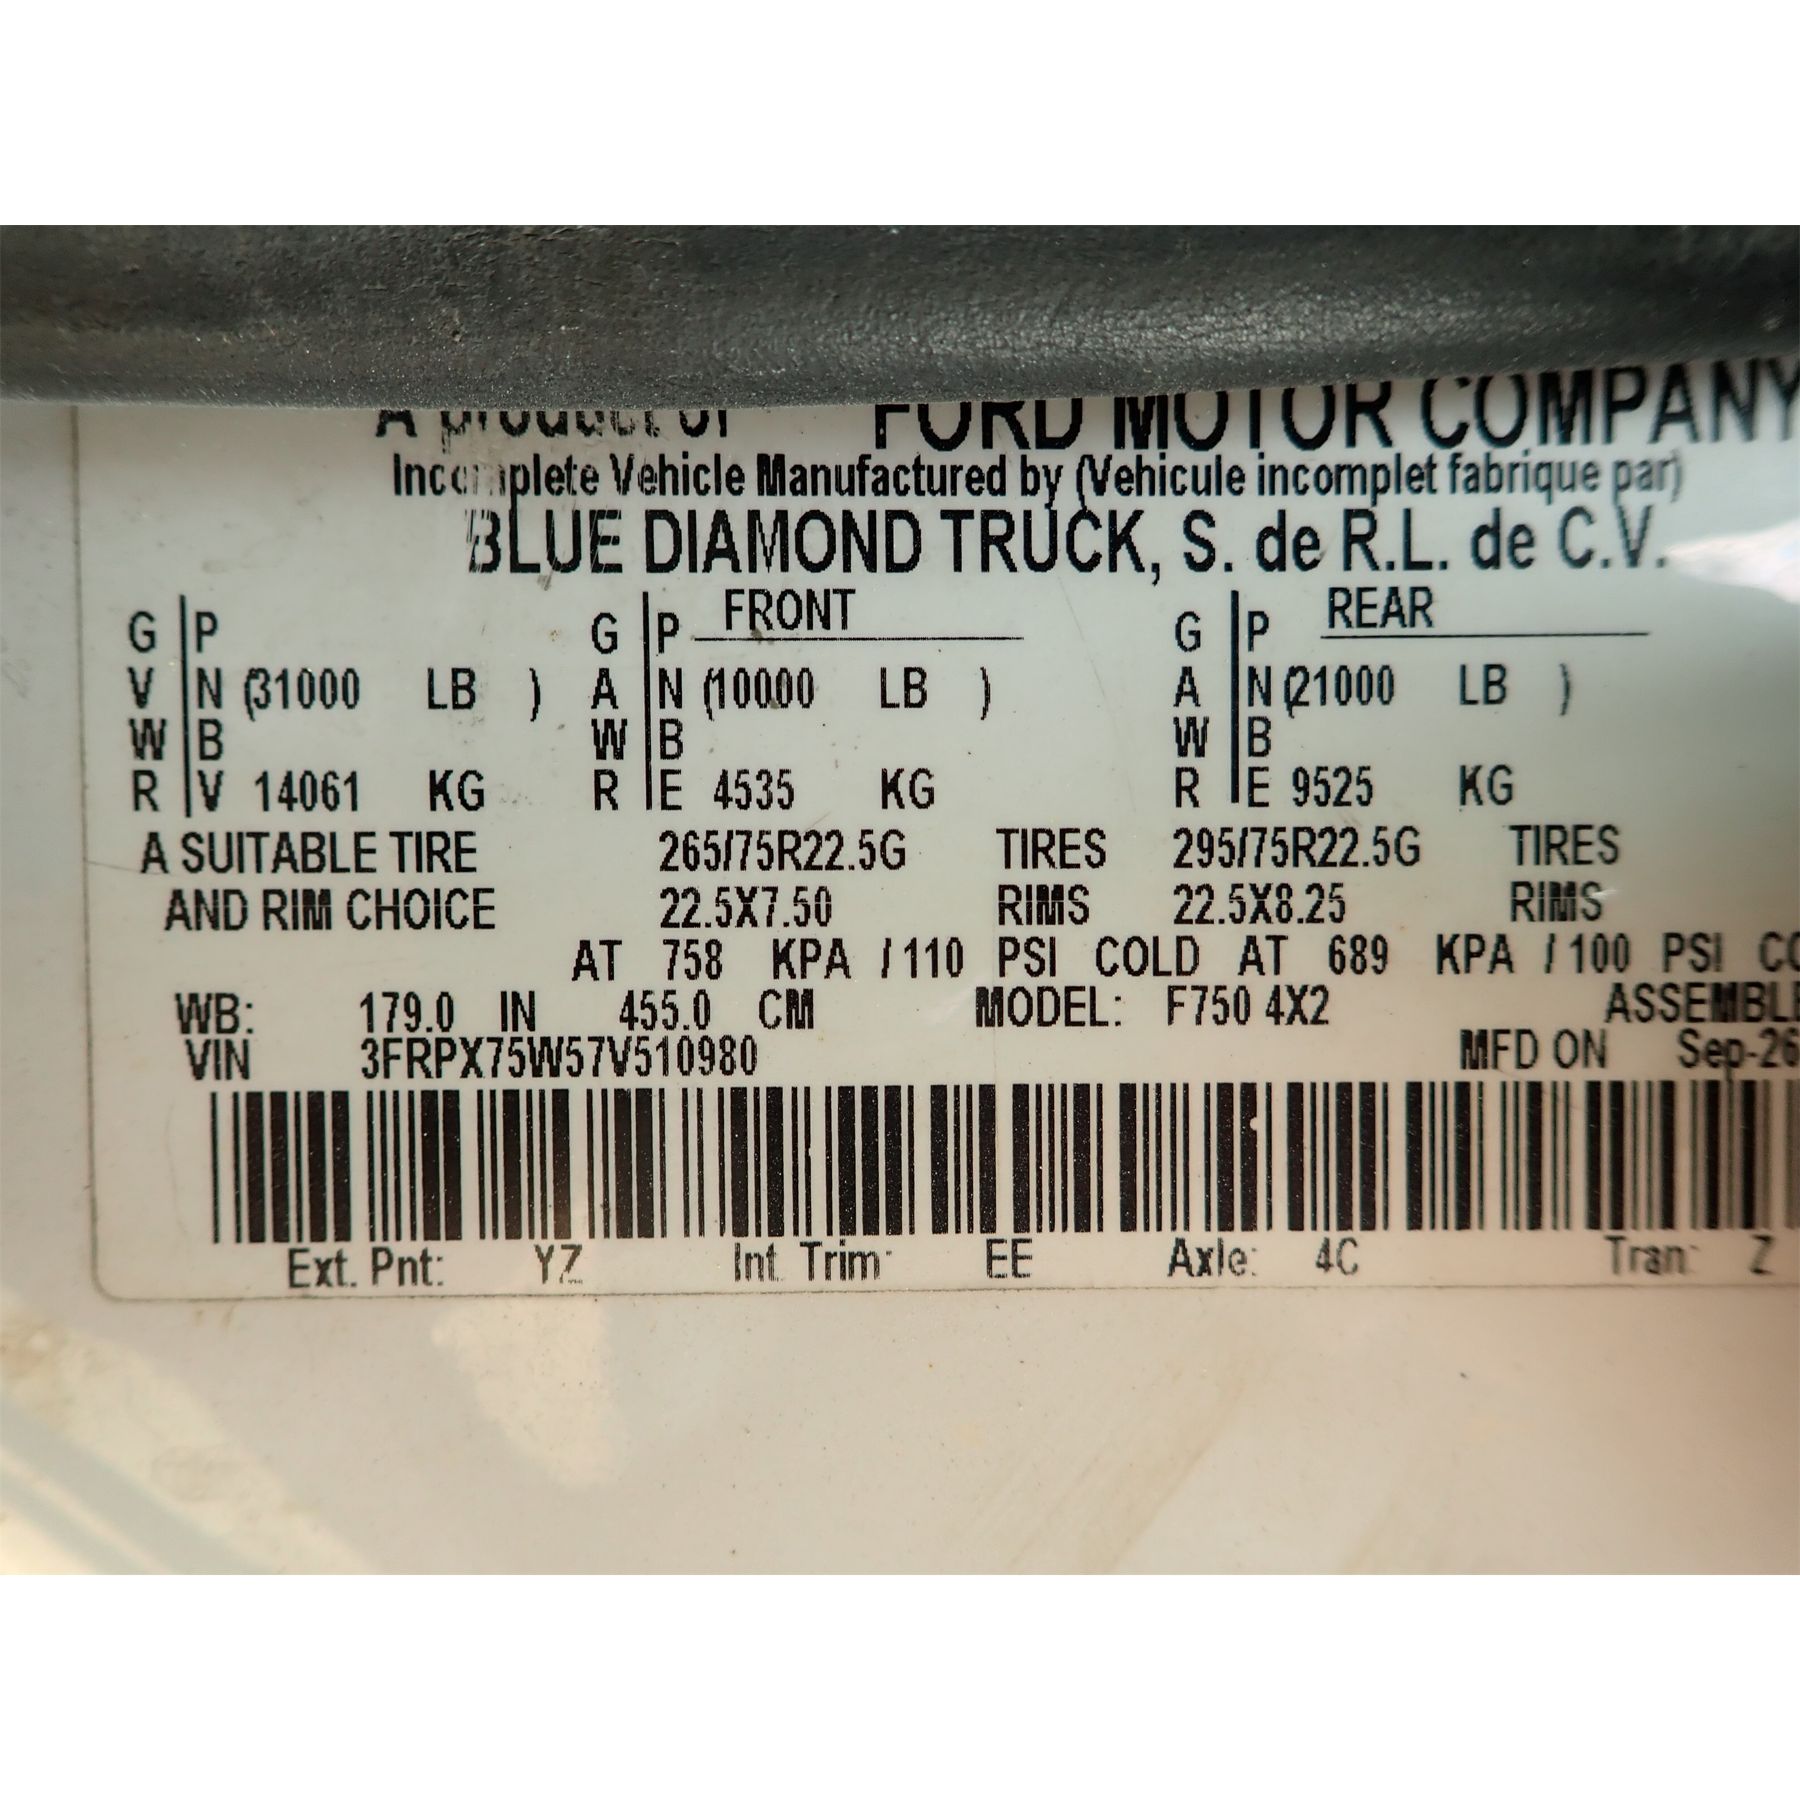 A product of FORD MOTOR COMPANY
Incomplete Vehicle Manufactured by (Vehicule incomplet fabrique par)
BLUE DIAMOND TRUCK, S. de R.L. de C.V.
G P G P FRONT G P REAR
V N (31000 LB ) A N (10000 LB ) A N (21000 LB )
W B W B W B
R V 14061 KG R E 4535 KG R E 9525 KG
A SUITABLE TIRE 265/75R22.5G TIRES 295/75R22.5G TIRES
AND RIM CHOICE 22.5X7.50 RIMS 22.5X8.25 RIMS
AT 758 KPA / 110 PSI COLD AT 689 KPA / 100 PSI CO
WB: 179.0 IN 455.0 CM MODEL: F750 4X2 ASSEMBLE
VIN 3FRPX75W57V510980 MFD ON Sep-26
Ext. Pnt: YZ Int. Trim: EE Axle: 4C Tran: Z